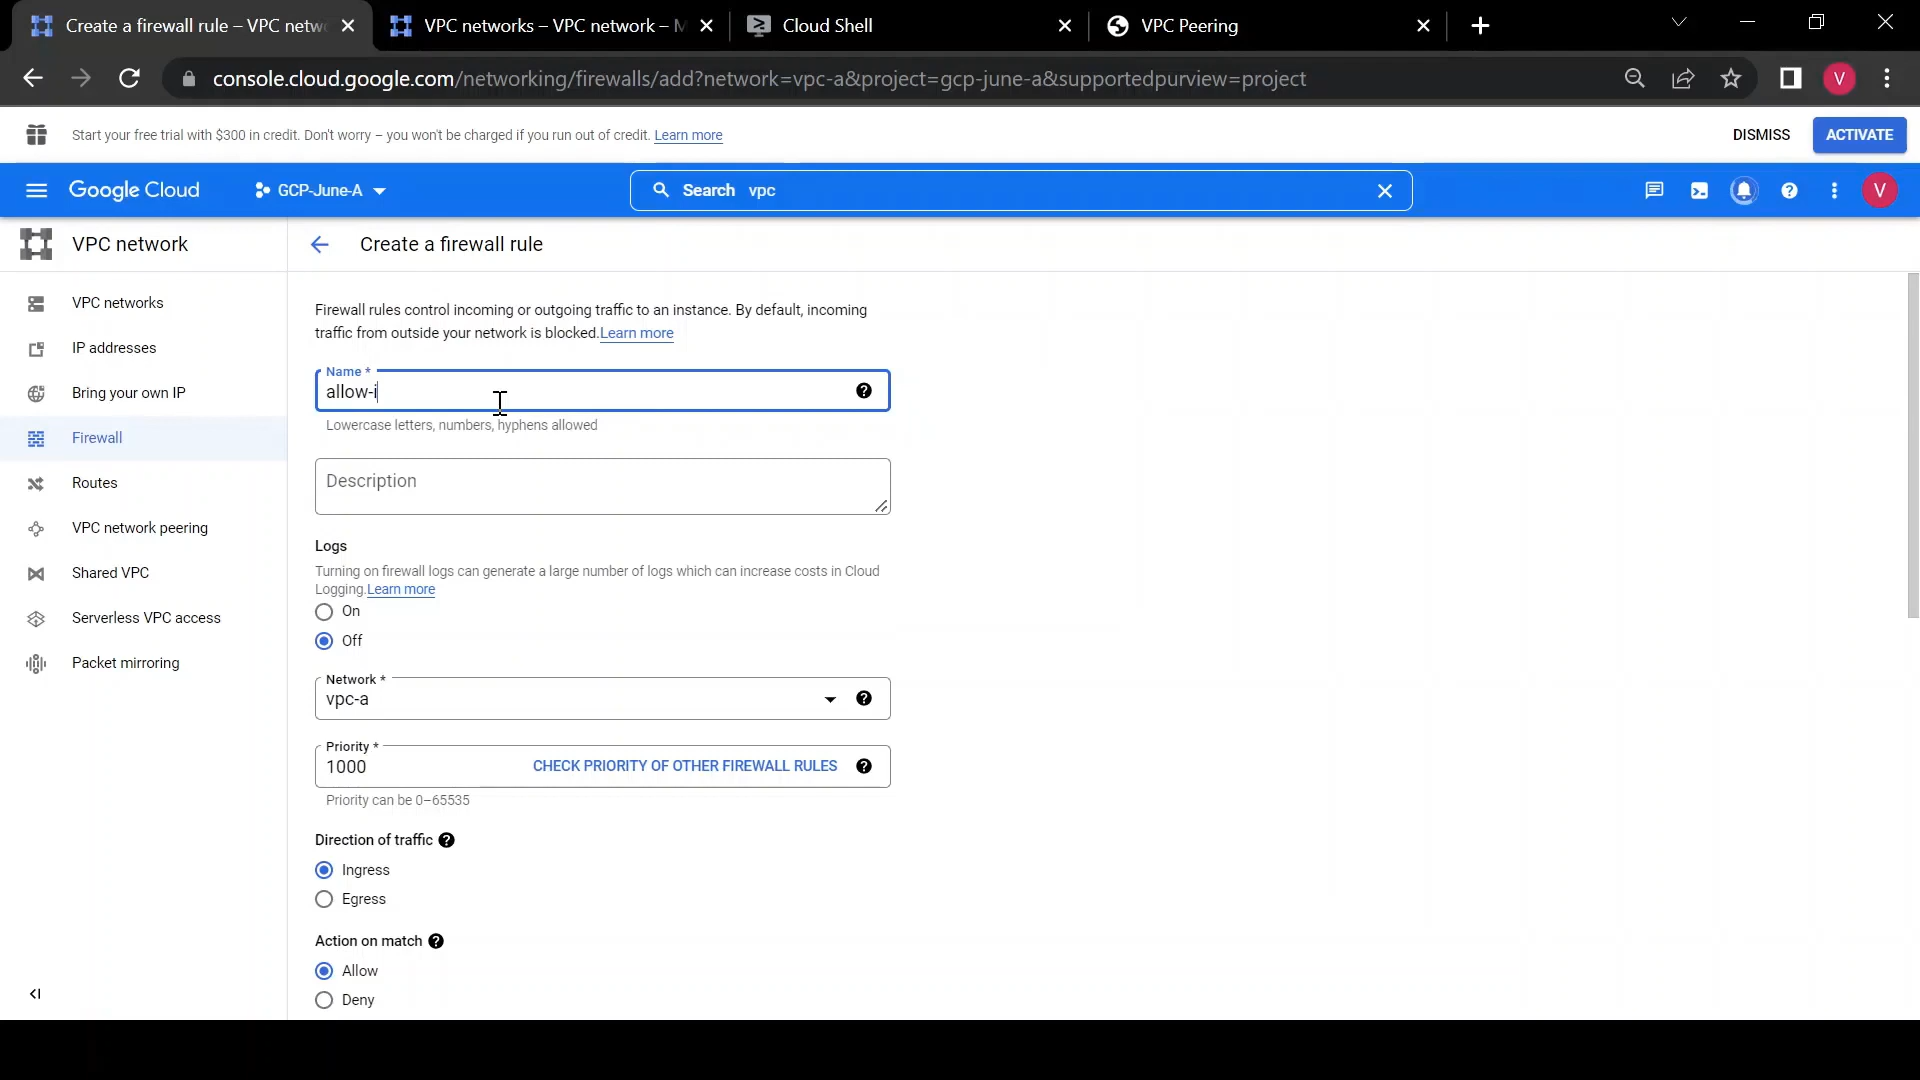 Create a firewall rule – VPC netw
VPC networks – VPC network –
Cloud Shell
VPC Peering
console.cloud.google.com/networking/firewalls/add?network=vpc-a&project=gcp-june-a&supportedpurview=project
V
Start your free trial with $300 in credit. Don't worry – you won't be charged if you run out of credit. Learn more
DISMISS
ACTIVATE
Google Cloud
GCP-June-A
Search vpc
V
VPC network
Create a firewall rule
VPC networks
IP addresses
Bring your own IP
Firewall
Routes
VPC network peering
Shared VPC
Serverless VPC access
Packet mirroring
Firewall rules control incoming or outgoing traffic to an instance. By default, incoming
traffic from outside your network is blocked.Learn more
Name *
allow-i
Lowercase letters, numbers, hyphens allowed
Description
Logs
Turning on firewall logs can generate a large number of logs which can increase costs in Cloud
Logging.Learn more
On
Off
Network *
vpc-a
Priority *
1000
CHECK PRIORITY OF OTHER FIREWALL RULES
Priority can be 0–65535
Direction of traffic
Ingress
Egress
Action on match
Allow
Deny